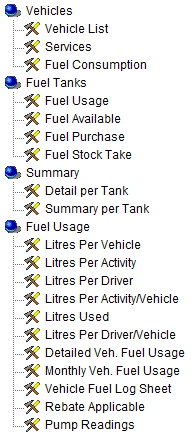 Vehicles
Vehicle List
Services
Fuel Consumption
Fuel Tanks
Fuel Usage
Fuel Available
Fuel Purchase
Fuel Stock Take
Summary
Detail per Tank
Summary per Tank
Fuel Usage
Litres Per Vehicle
Litres Per Activity
Litres Per Driver
Litres Per Activity/Vehicle
Litres Used
Litres Per Driver/Vehicle
Detailed Veh. Fuel Usage
Monthly Veh. Fuel Usage
Vehicle Fuel Log Sheet
Rebate Applicable
Pump Readings